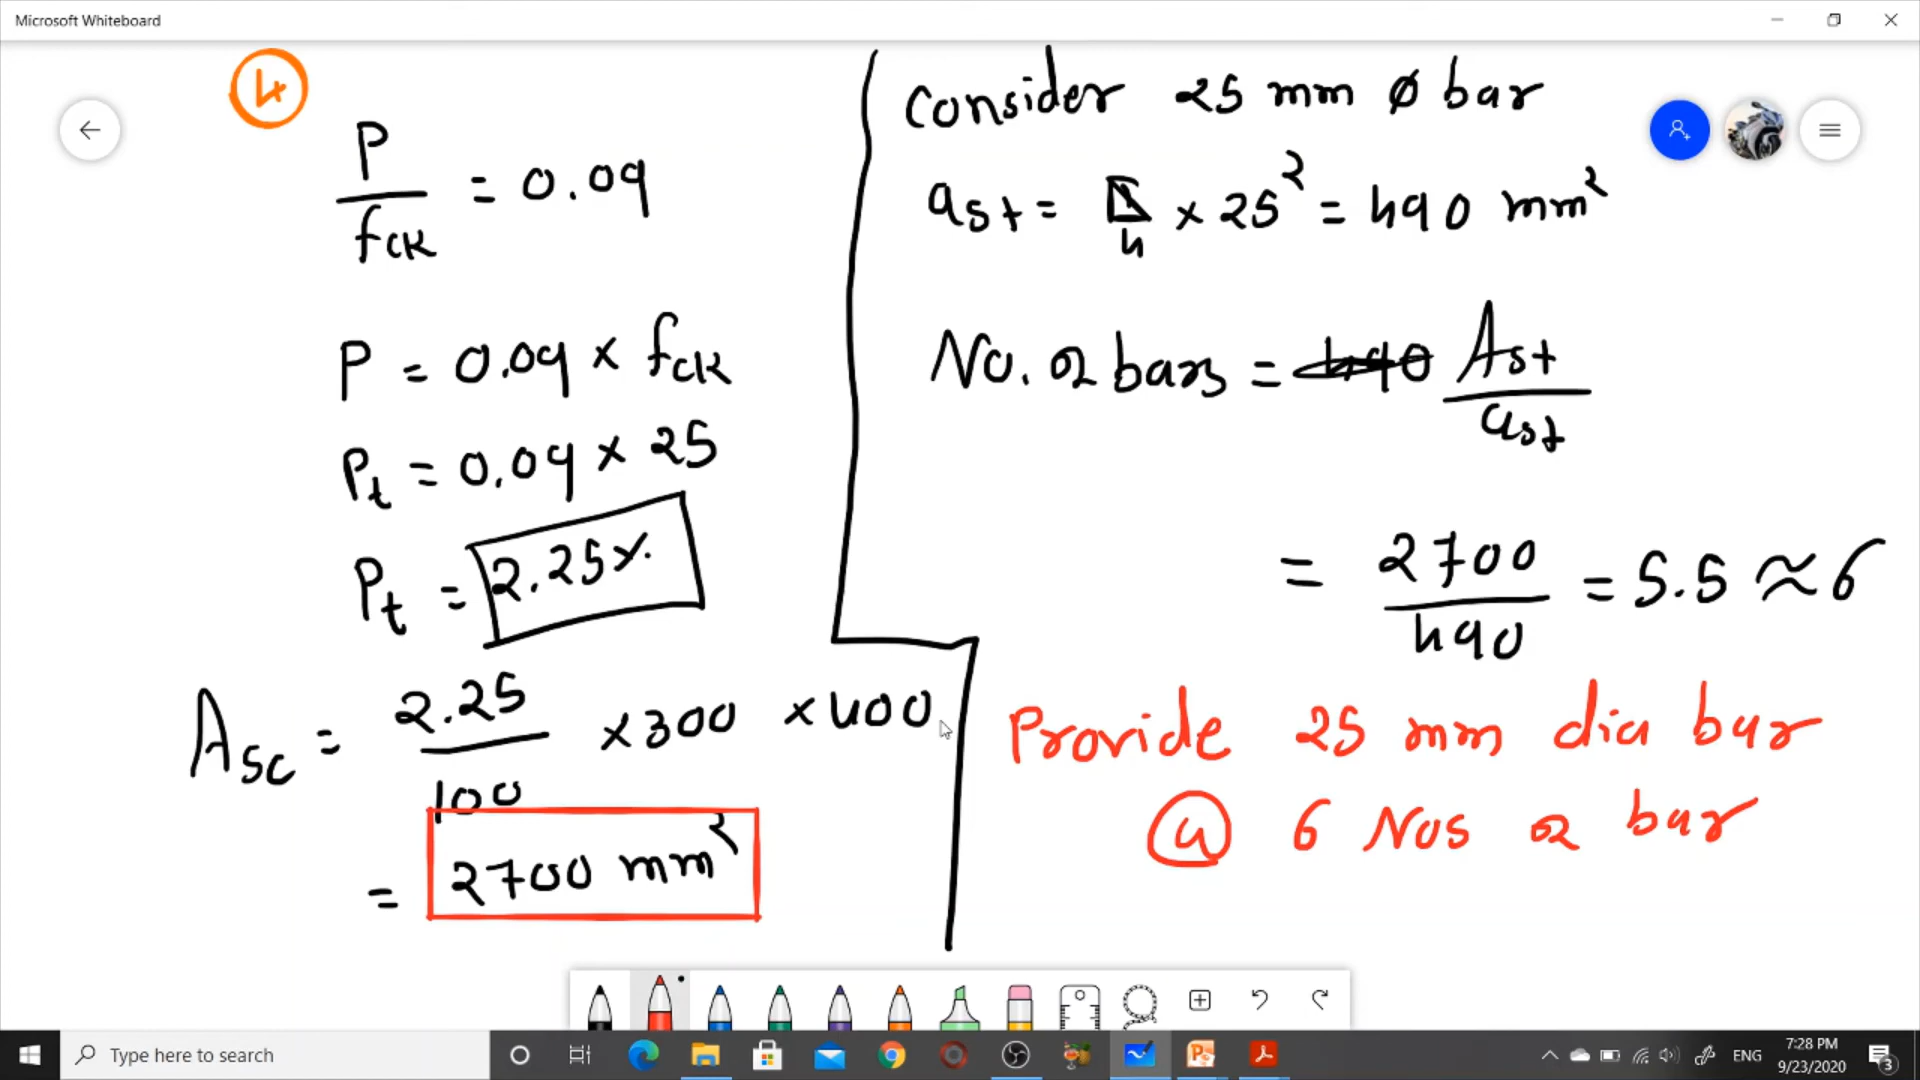 Microsoft Whiteboard
4
P / fck = 0.09
P = 0.09 × fck
Pt = 0.09 × 25
Pt = 2.25%
Asc = 2.25 / 100 × 300 × 400
= 2700 mm²
Consider 25 mm φ bar
ast = π / 4 × 25² = 490 mm²
No. of bars = Ast / ast
= 2700 / 490 = 5.5 ≈ 6
Provide 25 mm dia bar
@ 6 Nos of bar
Type here to search
ENG
7:28 PM
9/23/2020
3